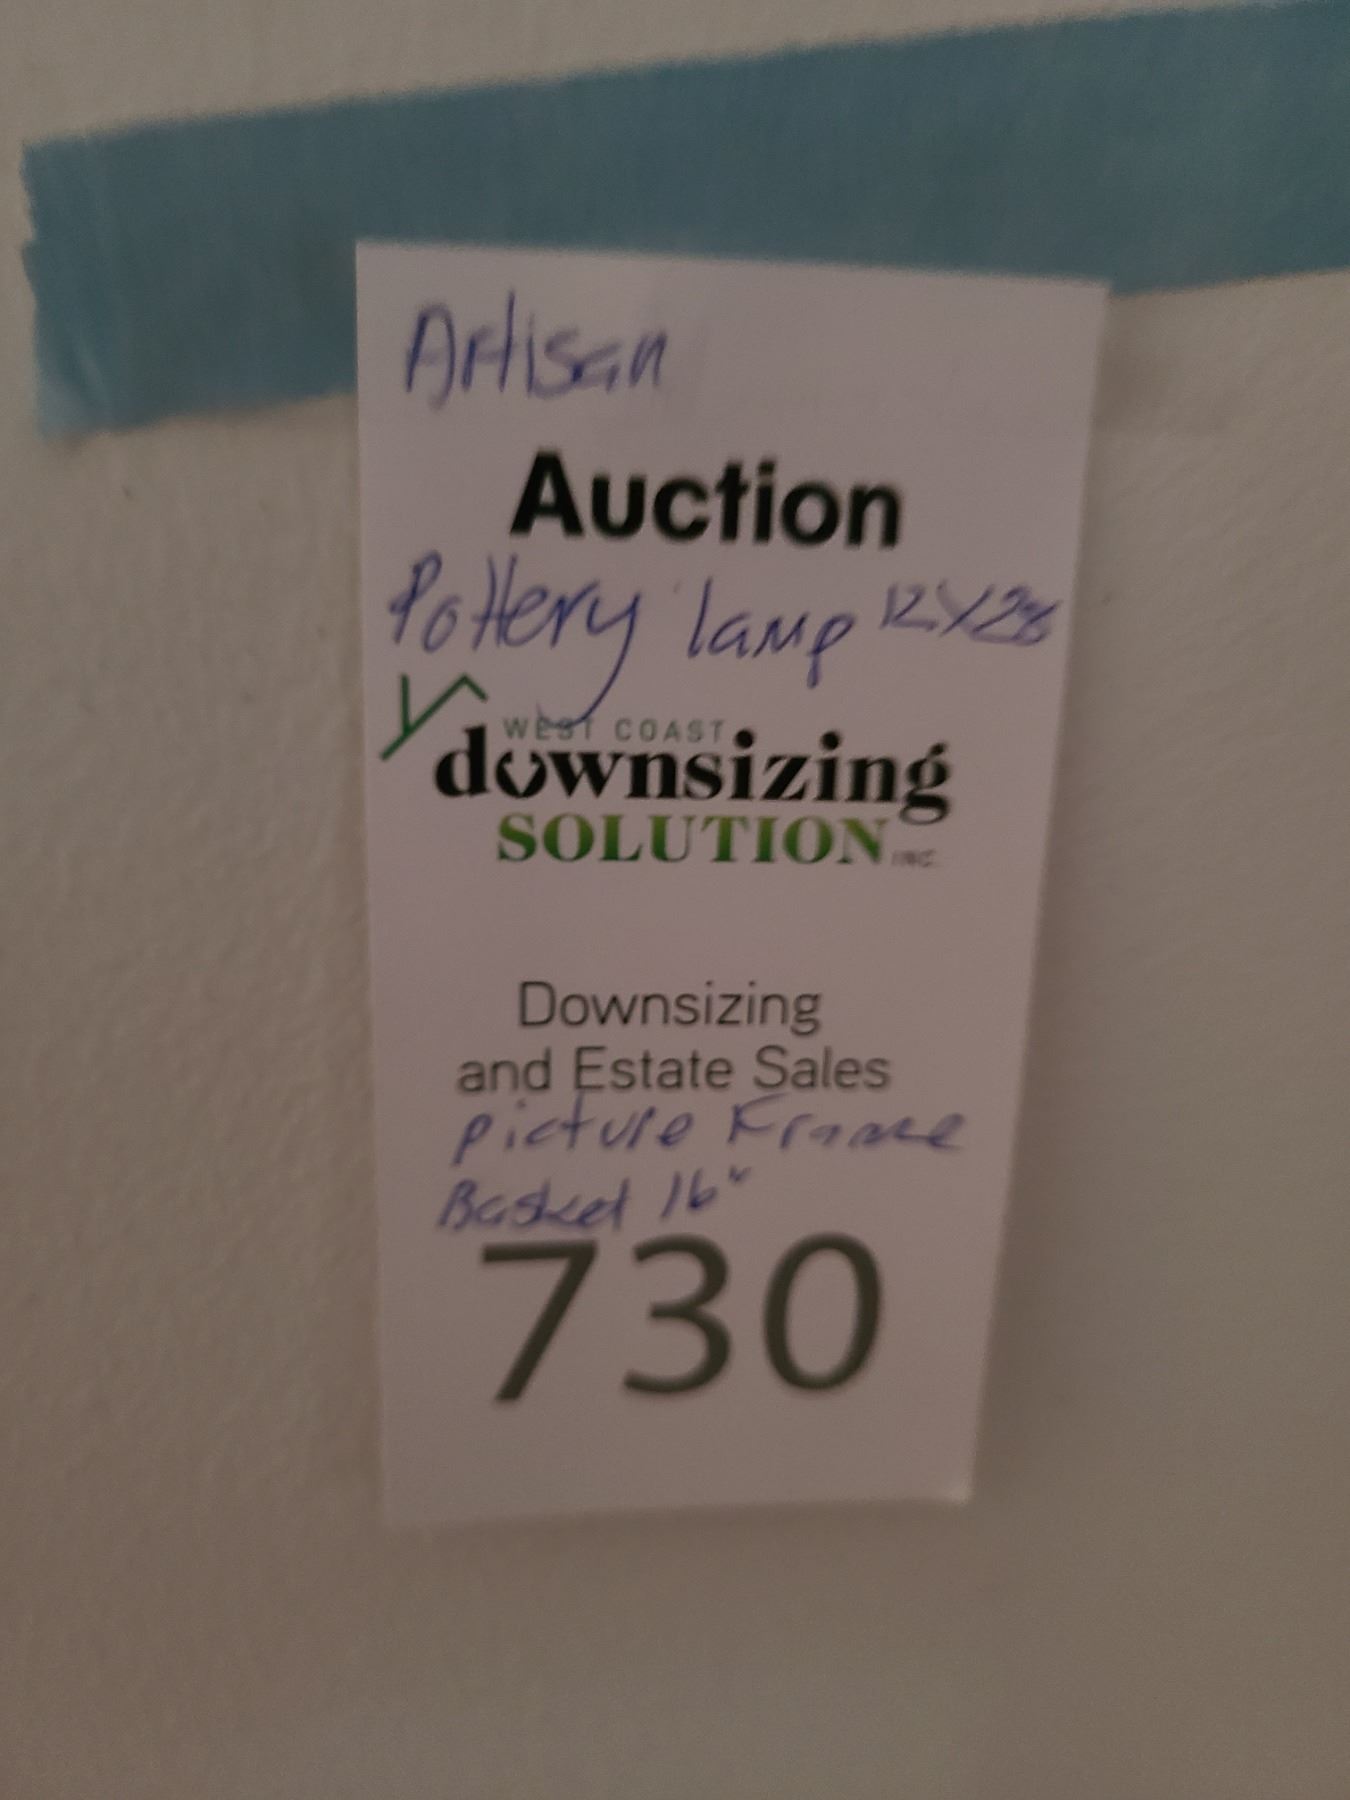 Artisan
Auction
Pottery lamp 12x28
WEST COAST
downsizing
SOLUTION INC.
Downsizing
and Estate Sales
picture Frame
Basket 16"
730